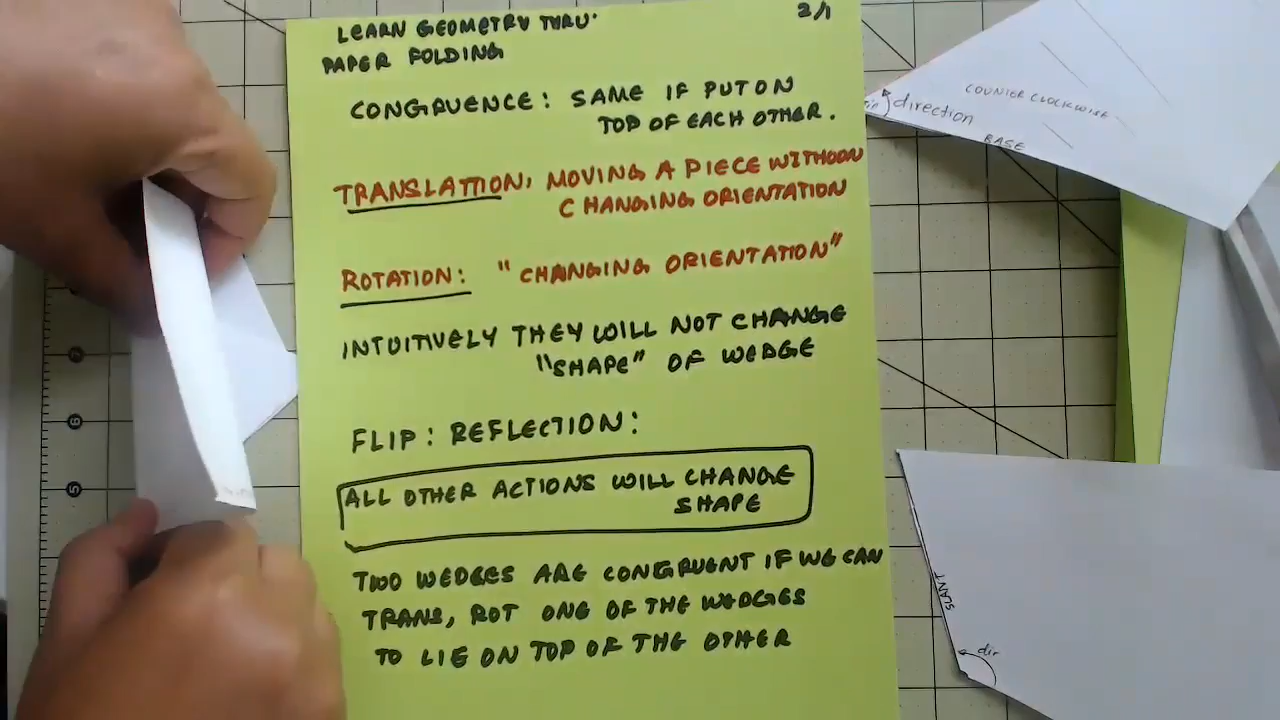 LEARN GEOMETRY THRU
PAPER FOLDING
2/1
CONGRUENCE: SAME IF PUT ON
TOP OF EACH OTHER.
TRANSLATION, MOVING A PIECE WITHOUT
CHANGING ORIENTATION
ROTATION: "CHANGING ORIENTATION"
INTUITIVELY THEY WILL NOT CHANGE
"SHAPE" OF WEDGE
FLIP: REFLECTION:
ALL OTHER ACTIONS WILL CHANGE
SHAPE
TWO WEDGES ARE CONGRUENT IF WE CAN
TRANS, ROT ONE OF THE WEDGES
TO LIE ON TOP OF THE OTHER
COUNTER CLOCKWISE
direction
BASE
SLANT
dir
7
6
5